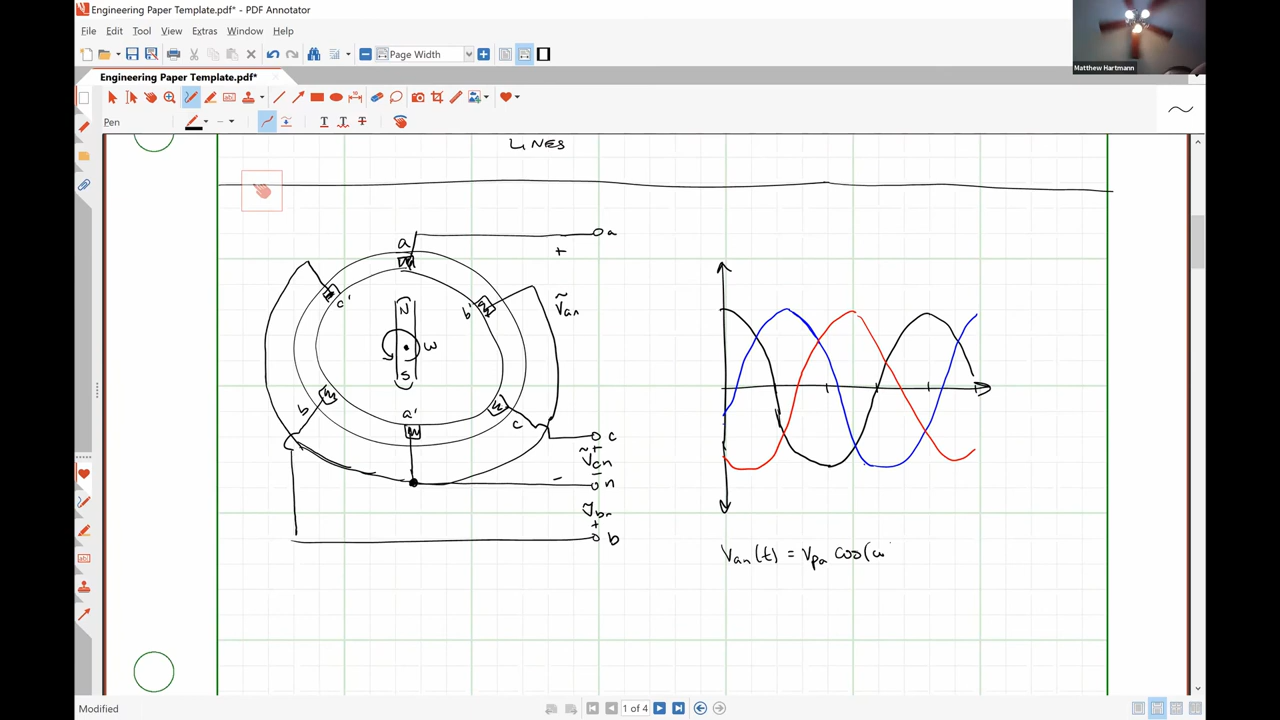 Engineering Paper Template.pdf* - PDF Annotator
File Edit Tool View Extras Window Help
Page Width
Matthew Hartmann
Engineering Paper Template.pdf*
Pen
LINES
a
a
+
c'
b'
N
Ṽan
ω
S
b
a'
c
c
+
Ṽcn
-
-
n
Ṽbn
+
b
Van(t) = Vpa cos(ω
1 of 4
Modified